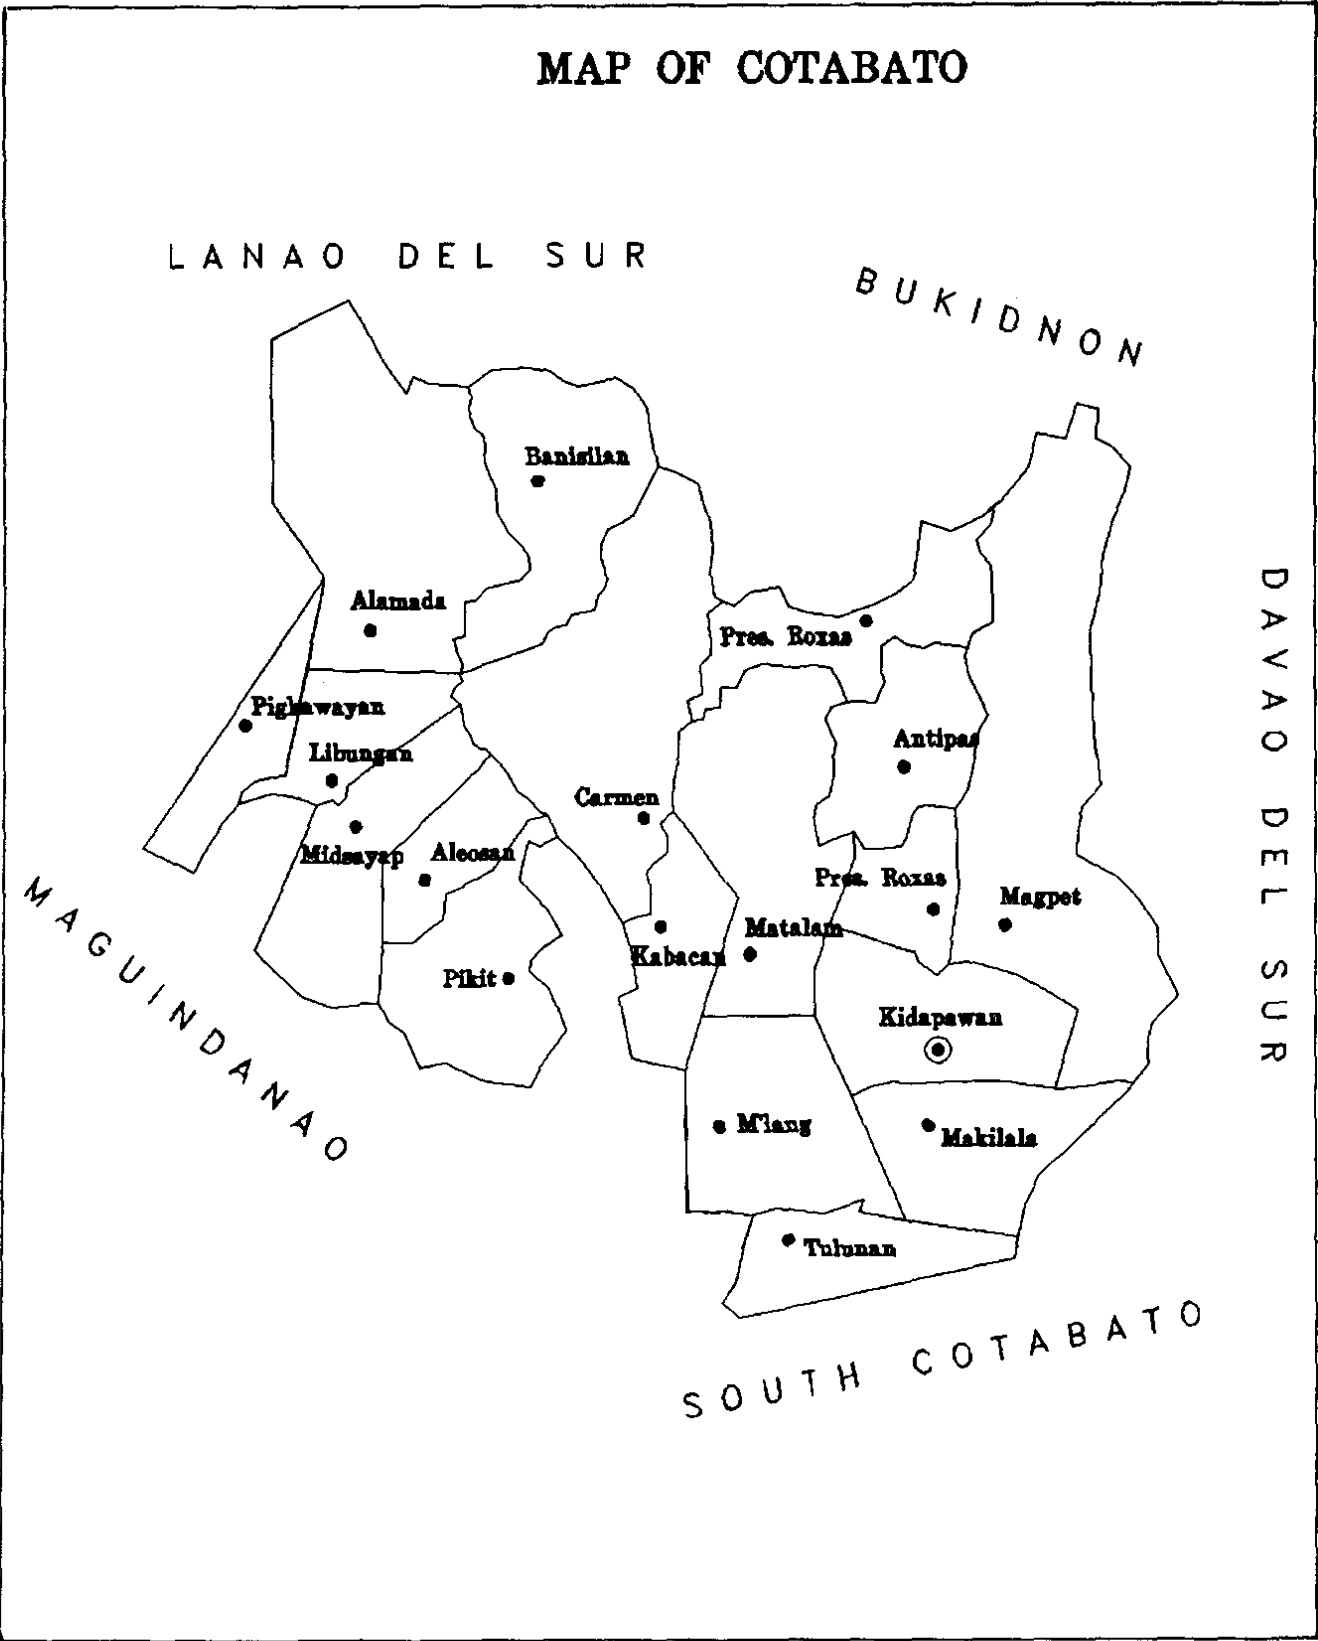 MAP OF COTABATO
LANAO DEL SUR
BUKIDNON
Banisilan
Alamada
Pres. Roxas
Pigkawayan
Antipas
Libungan
Carmen
Midsayap
Aleosan
Pres. Roxas
Magpet
Matalam
Kabacan
Pikit
Kidapawan
M'lang
Makilala
Tulunan
DAVAO DEL SUR
MAGUINDANAO
SOUTH COTABATO